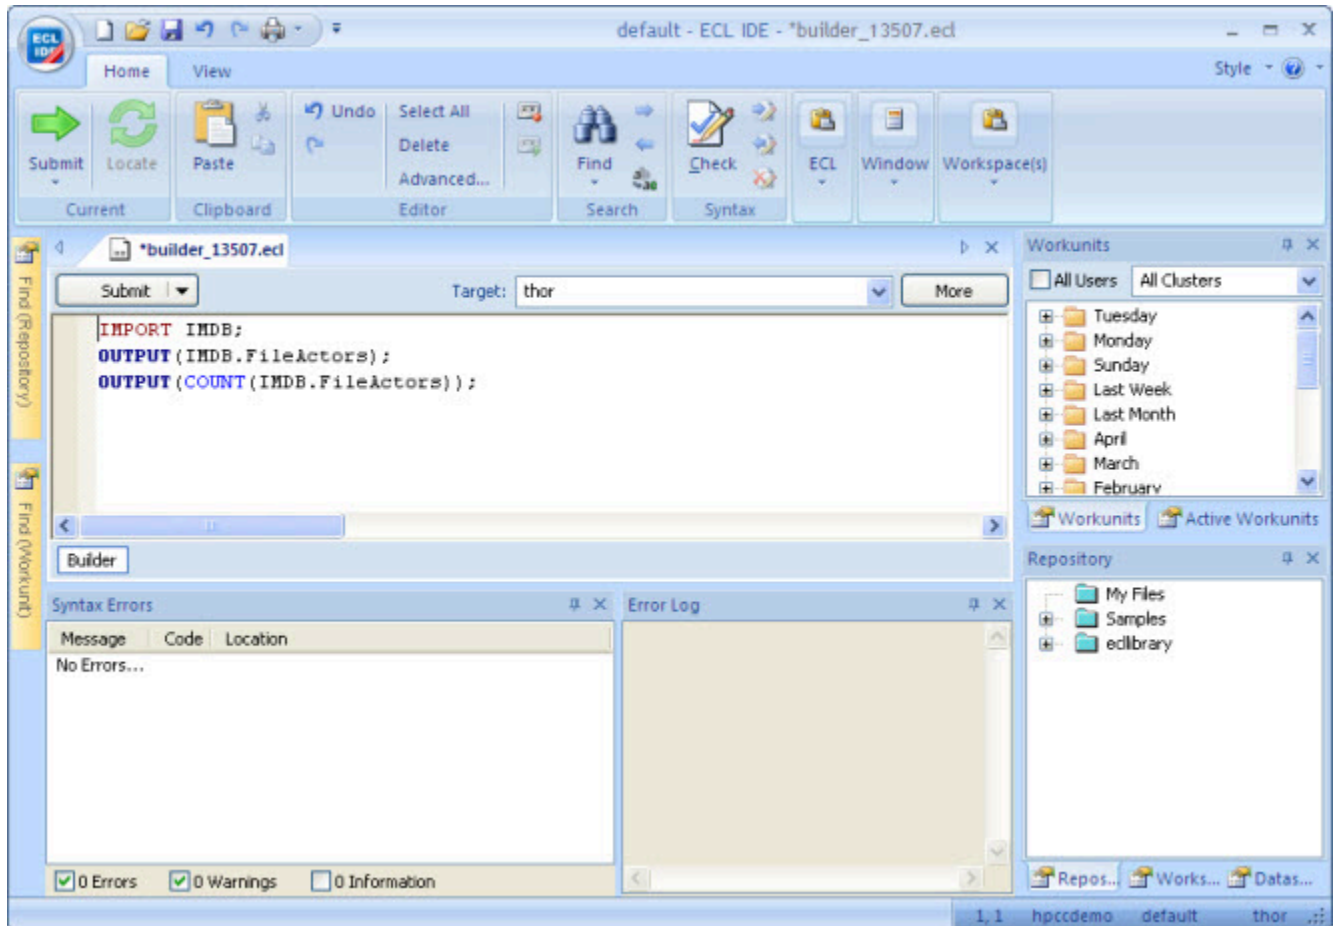 default - ECL IDE - *builder_13507.ecl
ECL
IDE
Home View Style
Submit Locate Paste Undo Select All Find Check ECL Window Workspace(s)
Delete
Advanced...
Current Clipboard Editor Search Syntax
Find (Repository)
Find (Workunit)
*builder_13507.ecl
Submit Target: thor More
IMPORT IMDB;
OUTPUT(IMDB.FileActors);
OUTPUT(COUNT(IMDB.FileActors));
Builder
Syntax Errors
Message Code Location
No Errors...
0 Errors 0 Warnings 0 Information
Error Log
Workunits
All Users All Clusters
Tuesday
Monday
Sunday
Last Week
Last Month
April
March
February
Workunits Active Workunits
Repository
My Files
Samples
eclibrary
Repos... Works... Datas...
1, 1 hpccdemo default thor